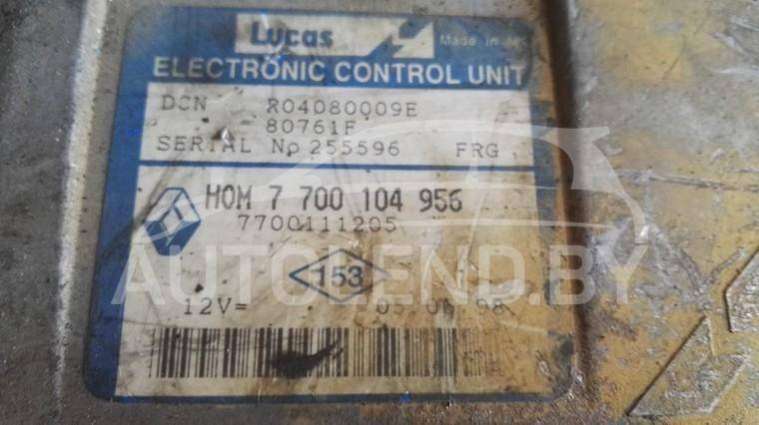 Lucas Made in
ELECTRONIC CONTROL UNIT
DCN R04080009E
80761F
SERIAL No 255596 FRG
HOM 7 700 104 956
7700111205
AUTOLEND.BY
153
12V=